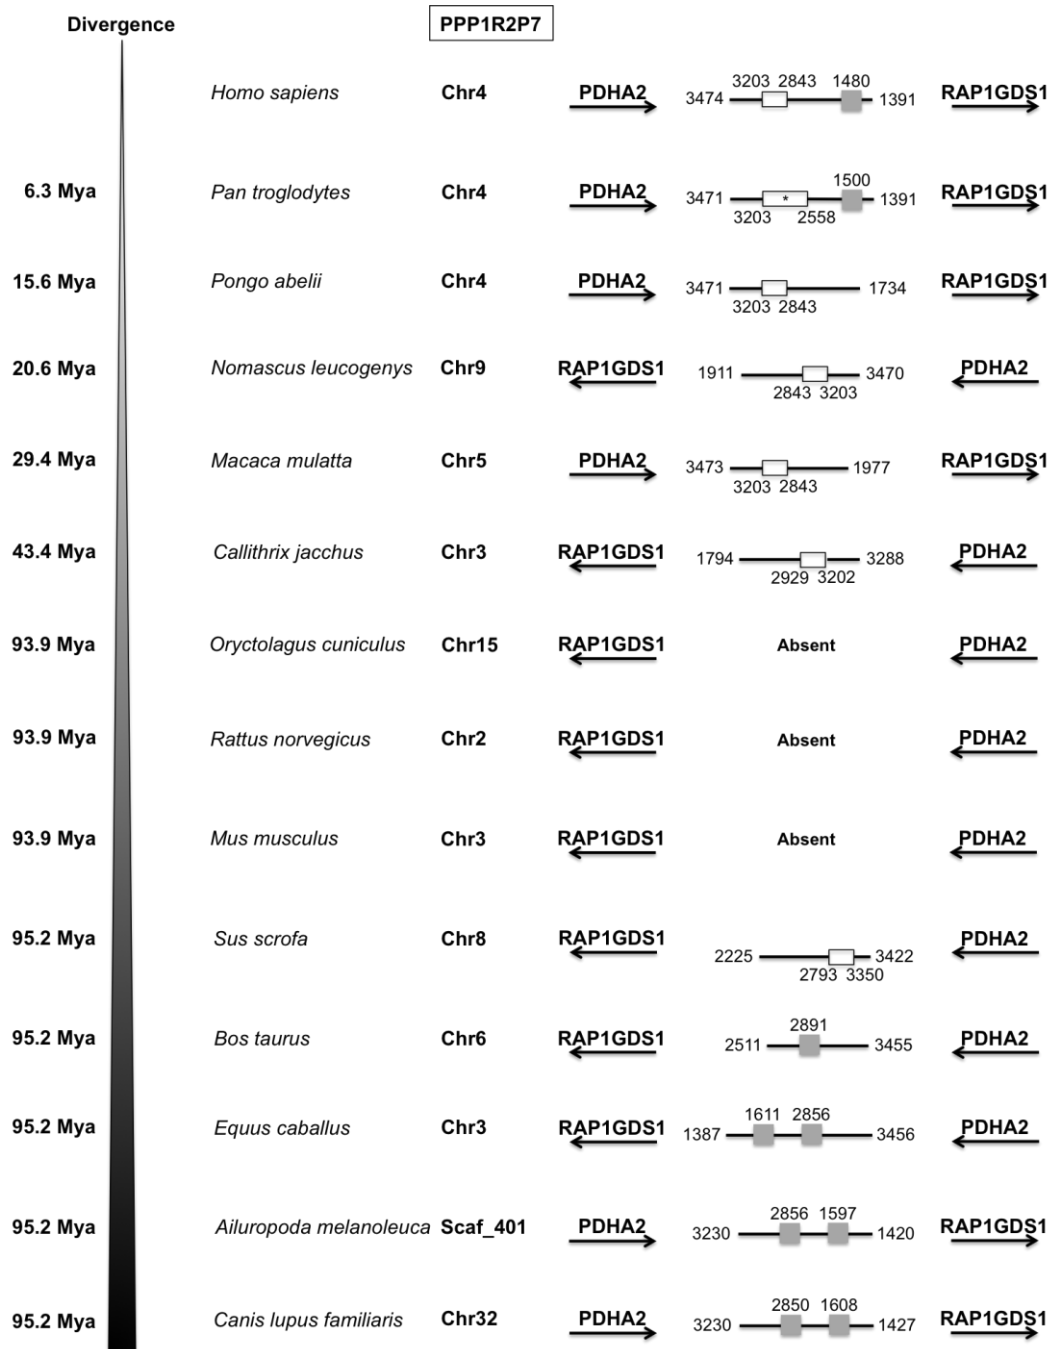 Divergence PPP1R2P7
Homo sapiens Chr4 PDHA2 3474 3203 2843 1480 1391 RAP1GDS1
6.3 Mya Pan troglodytes Chr4 PDHA2 3471 3203 * 2558 1500 1391 RAP1GDS1
15.6 Mya Pongo abelii Chr4 PDHA2 3471 3203 2843 1734 RAP1GDS1
20.6 Mya Nomascus leucogenys Chr9 RAP1GDS1 1911 2843 3203 3470 PDHA2
29.4 Mya Macaca mulatta Chr5 PDHA2 3473 3203 2843 1977 RAP1GDS1
43.4 Mya Callithrix jacchus Chr3 RAP1GDS1 1794 2929 3202 3288 PDHA2
93.9 Mya Oryctolagus cuniculus Chr15 RAP1GDS1 Absent PDHA2
93.9 Mya Rattus norvegicus Chr2 RAP1GDS1 Absent PDHA2
93.9 Mya Mus musculus Chr3 RAP1GDS1 Absent PDHA2
95.2 Mya Sus scrofa Chr8 RAP1GDS1 2225 2793 3350 3422 PDHA2
95.2 Mya Bos taurus Chr6 RAP1GDS1 2511 2891 3455 PDHA2
95.2 Mya Equus caballus Chr3 RAP1GDS1 1387 1611 2856 3456 PDHA2
95.2 Mya Ailuropoda melanoleuca Scaf_401 PDHA2 3230 2856 1597 1420 RAP1GDS1
95.2 Mya Canis lupus familiaris Chr32 PDHA2 3230 2850 1608 1427 RAP1GDS1